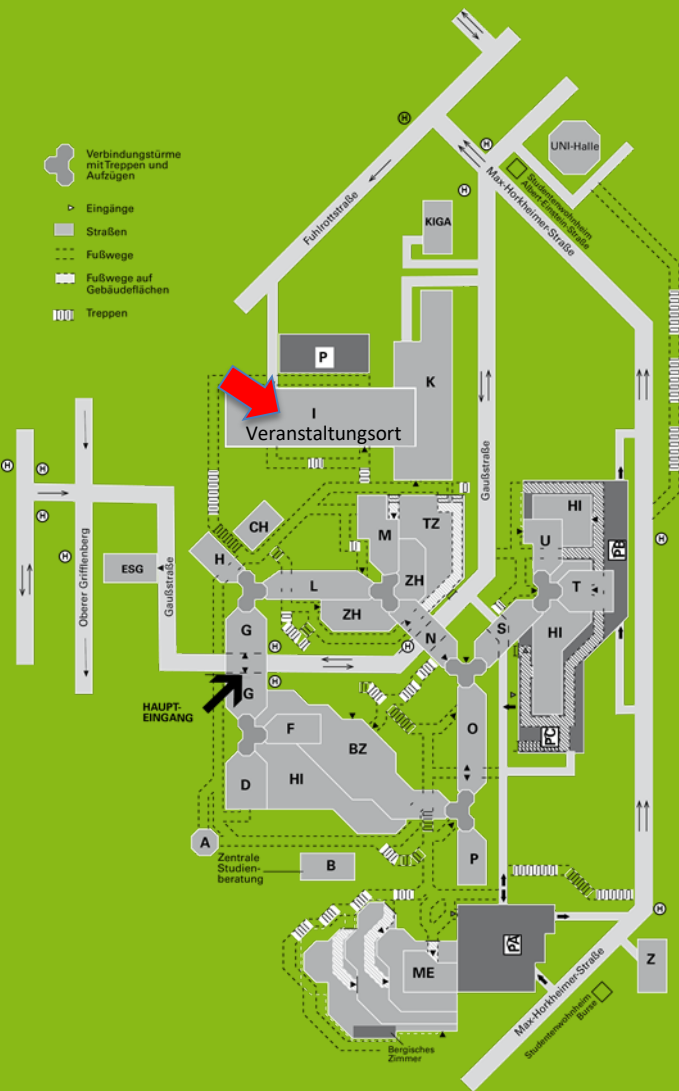 Verbindungstürme
mit Treppen und
Aufzügen
Eingänge
Straßen
Fußwege
Fußwege auf
Gebäudeflächen
Treppen
H
H
H
UNI-Halle
Studentenwohnheim
Albert-Einstein-Straße
Max-Horkheimer-Straße
Fuhlrottstraße
KIGA
P
K
I
Veranstaltungsort
Gaußstraße
H
H
H
H
Oberer Grifflenberg
ESG
Gaußstraße
CH
H
M
TZ
ZH
L
ZH
N
G
G
H
H
HAUPT-
EINGANG
S
U
HI
T
HI
PB
PC
H
F
BZ
O
D
HI
A
Zentrale
Studien-
beratung
B
P
ME
PA
H
Z
Max-Horkheimer-Straße
Studentenwohnheim
Burse
Bergisches
Zimmer